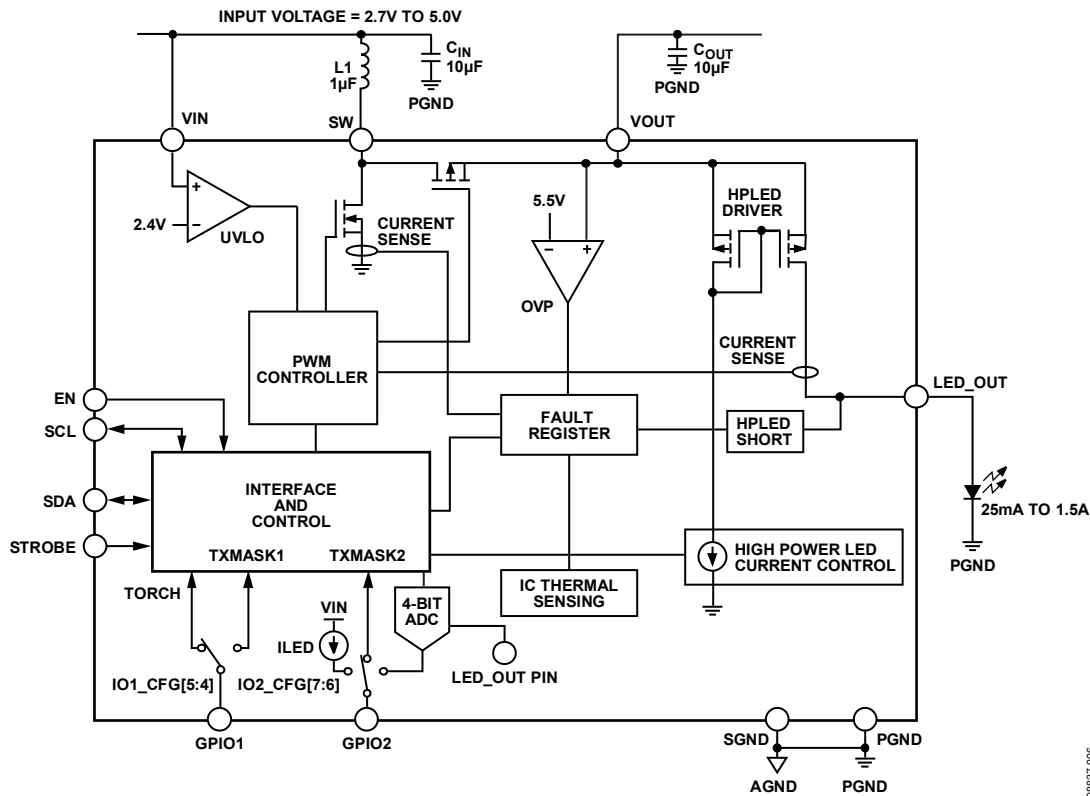 INPUT VOLTAGE = 2.7V TO 5.0V
L1
1µF
CIN
10µF
PGND
COUT
10µF
PGND
VIN
SW
VOUT
2.4V
+
−
UVLO
CURRENT
SENSE
5.5V
−
+
OVP
HPLED
DRIVER
PWM
CONTROLLER
CURRENT
SENSE
EN
SCL
SDA
STROBE
LED_OUT
FAULT
REGISTER
HPLED
SHORT
INTERFACE
AND
CONTROL
TXMASK1
TXMASK2
25mA TO 1.5A
PGND
HIGH POWER LED
CURRENT CONTROL
IC THERMAL
SENSING
TORCH
VIN
ILED
4-BIT
ADC
LED_OUT PIN
IO1_CFG[5:4]
IO2_CFG[7:6]
GPIO1
GPIO2
SGND
PGND
AGND
PGND